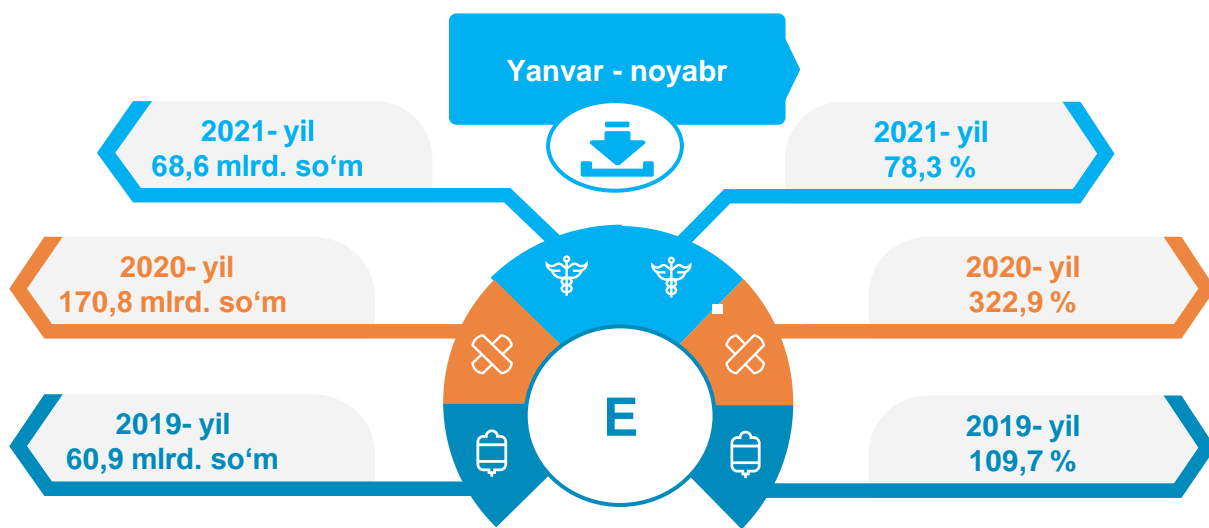 Yanvar - noyabr
2021- yil
68,6 mlrd. so‘m
2021- yil
78,3 %
2020- yil
170,8 mlrd. so‘m
2020- yil
322,9 %
E
2019- yil
60,9 mlrd. so‘m
2019- yil
109,7 %